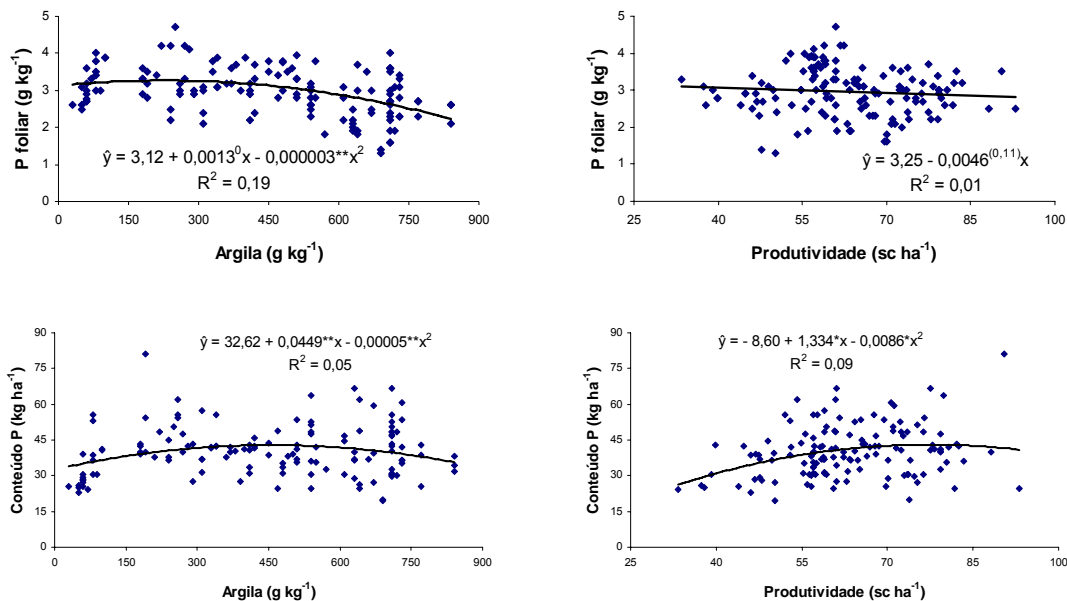 P foliar (g kg⁻¹)
5
4
3
2
1
0
ŷ = 3,12 + 0,0013⁰x - 0,000003**x²
R² = 0,19
0 150 300 450 600 750 900
Argila (g kg⁻¹)
P foliar (g kg⁻¹)
5
4
3
2
1
0
ŷ = 3,25 - 0,0046⁽⁰,¹¹⁾x
R² = 0,01
25 40 55 70 85 100
Produtividade (sc ha⁻¹)
Conteúdo P (kg ha⁻¹)
90
75
60
45
30
15
0
ŷ = 32,62 + 0,0449**x - 0,00005**x²
R² = 0,05
0 150 300 450 600 750 900
Argila (g kg⁻¹)
Conteúdo P (kg ha⁻¹)
90
75
60
45
30
15
0
ŷ = - 8,60 + 1,334*x - 0,0086*x²
R² = 0,09
25 40 55 70 85 100
Produtividade (sc ha⁻¹)